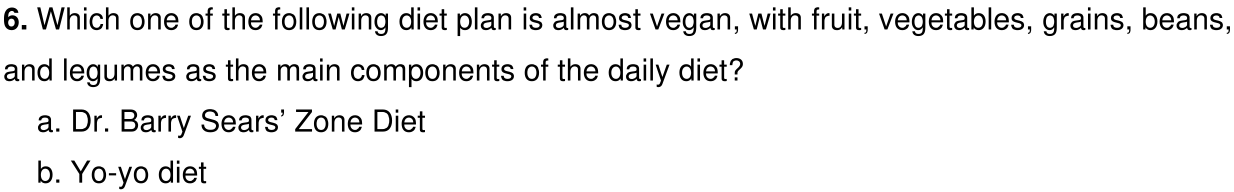 6. Which one of the following diet plan is almost vegan, with fruit, vegetables, grains, beans,
and legumes as the main components of the daily diet?
a. Dr. Barry Sears’ Zone Diet
b. Yo-yo diet